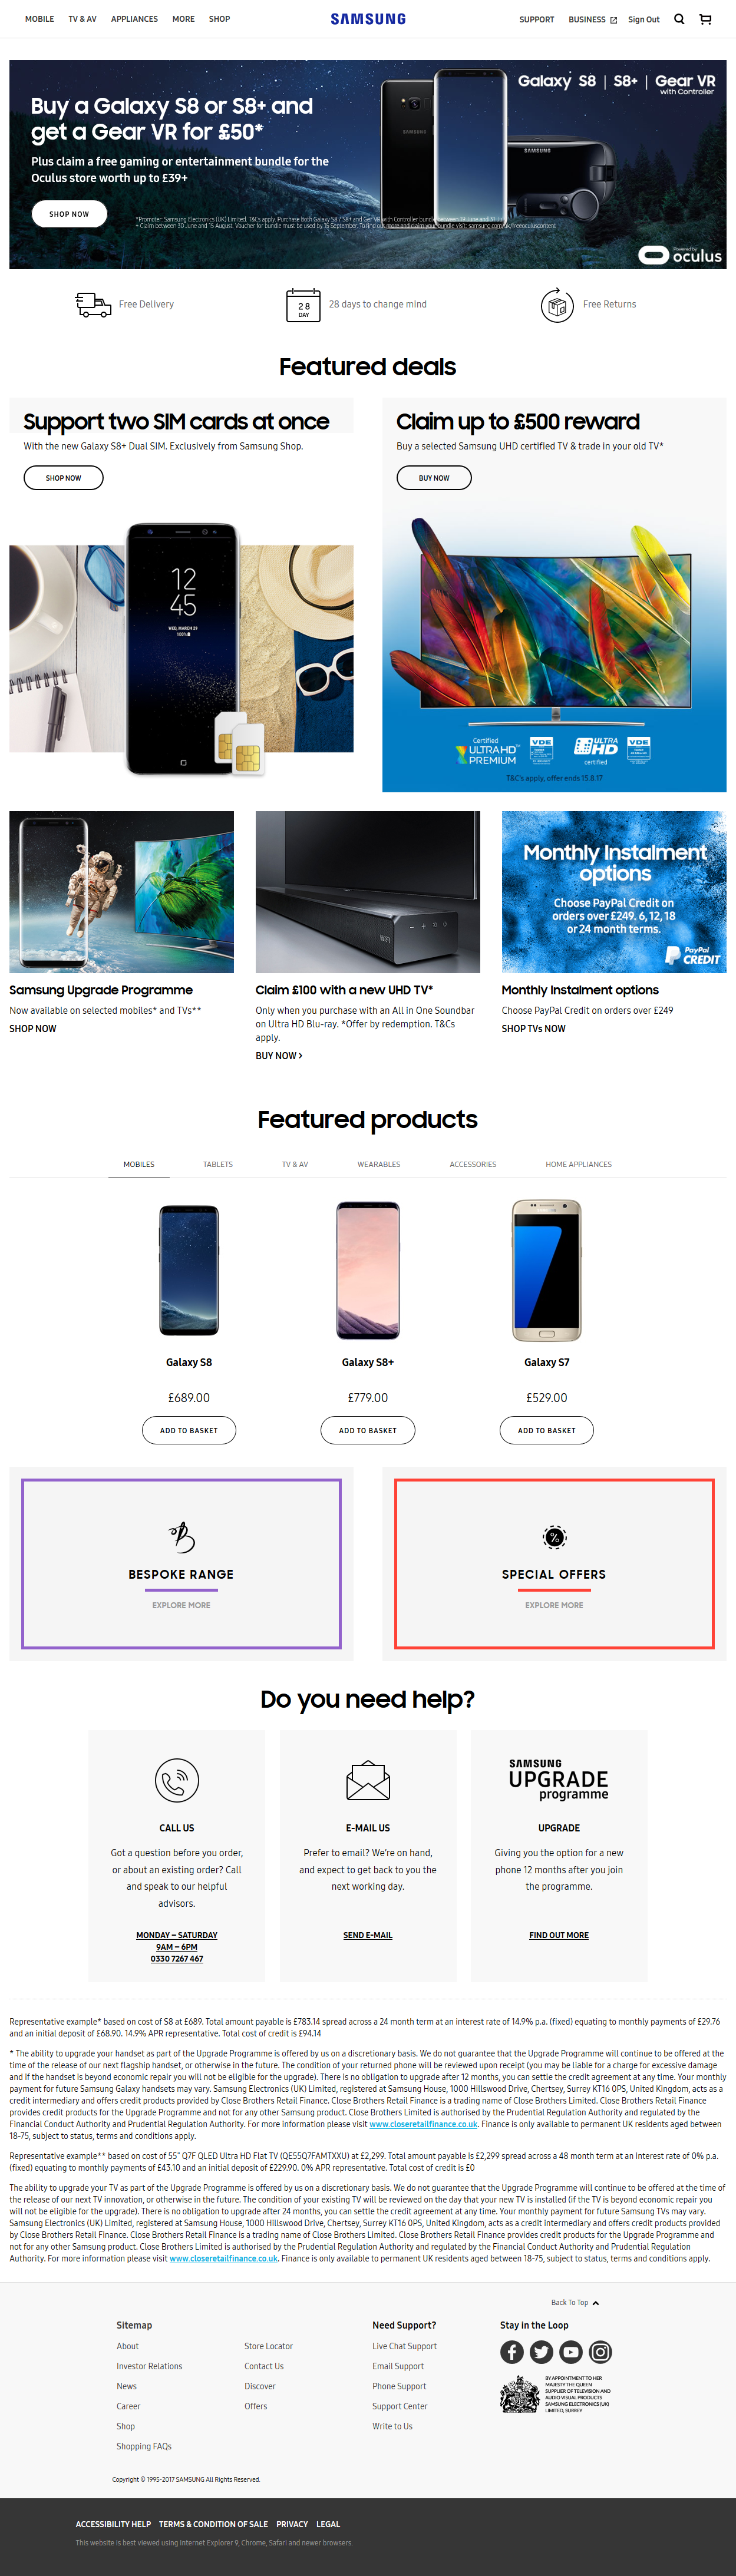 MOBILE TV & AV APPLIANCES MORE SHOP
SAMSUNG
SUPPORT BUSINESS Sign Out
Buy a Galaxy S8 or S8+ and
get a Gear VR for £50*
Plus claim a free gaming or entertainment bundle for the
Oculus store worth up to £39+
SHOP NOW
Galaxy S8 | S8+ | Gear VR
with Controller
SAMSUNG
SAMSUNG
*Promoter: Samsung Electronics (UK) Limited. T&Cs apply. Purchase both Galaxy S8 / S8+ and Gear VR with Controller bundle between
+ Claim between 30 June and 15 August. Voucher for bundle must be used by 15 September. To find out more and claim your bundle visit: samsung.com/uk/freeoculuscontent
Powered by
oculus
Free Delivery
28
DAY
28 days to change mind
Free Returns
Featured deals
Support two SIM cards at once
With the new Galaxy S8+ Dual SIM. Exclusively from Samsung Shop.
SHOP NOW
12
45
WED, MARCH 29
100%
Claim up to £500 reward
Buy a selected Samsung UHD certified TV & trade in your old TV*
BUY NOW
Certified
ULTRA HD
PREMIUM
VDE
ULTRA
HD
certified
VDE
T&C's apply, offer ends 15.8.17
Monthly Instalment
options
Choose PayPal Credit on
orders over £249. 6, 12, 18
or 24 month terms.
PayPal
CREDIT
Samsung Upgrade Programme
Now available on selected mobiles* and TVs**
SHOP NOW
Claim £100 with a new UHD TV*
Only when you purchase with an All in One Soundbar
on Ultra HD Blu-ray. *Offer by redemption. T&Cs
apply.
BUY NOW >
Monthly Instalment options
Choose PayPal Credit on orders over £249
SHOP TVs NOW
Featured products
MOBILES TABLETS TV & AV WEARABLES ACCESSORIES HOME APPLIANCES
Galaxy S8
£689.00
ADD TO BASKET
Galaxy S8+
£779.00
ADD TO BASKET
Galaxy S7
£529.00
ADD TO BASKET
BESPOKE RANGE
EXPLORE MORE
%
SPECIAL OFFERS
EXPLORE MORE
Do you need help?
CALL US
Got a question before you order,
or about an existing order? Call
and speak to our helpful
advisors.
MONDAY – SATURDAY
9AM – 6PM
0330 7267 467
E-MAIL US
Prefer to email? We're on hand,
and expect to get back to you the
next working day.
SEND E-MAIL
SAMSUNG
UPGRADE
programme
UPGRADE
Giving you the option for a new
phone 12 months after you join
the programme.
FIND OUT MORE
Representative example* based on cost of S8 at £689. Total amount payable is £783.14 spread across a 24 month term at an interest rate of 14.9% p.a. (fixed) equating to monthly payments of £29.76
and an initial deposit of £68.90. 14.9% APR representative. Total cost of credit is £94.14
* The ability to upgrade your handset as part of the Upgrade Programme is offered by us on a discretionary basis. We do not guarantee that the Upgrade Programme will continue to be offered at the
time of the release of our next flagship handset, or otherwise in the future. The condition of your returned phone will be reviewed upon receipt (you may be liable for a charge for excessive damage
and if the handset is beyond economic repair you will not be eligible for the upgrade). There is no obligation to upgrade after 12 months, you can settle the credit agreement at any time. Your monthly
payment for future Samsung Galaxy handsets may vary. Samsung Electronics (UK) Limited, registered at Samsung House, 1000 Hillswood Drive, Chertsey, Surrey KT16 0PS, United Kingdom, acts as a
credit intermediary and offers credit products provided by Close Brothers Retail Finance. Close Brothers Retail Finance is a trading name of Close Brothers Limited. Close Brothers Retail Finance
provides credit products for the Upgrade Programme and not for any other Samsung product. Close Brothers Limited is authorised by the Prudential Regulation Authority and regulated by the
Financial Conduct Authority and Prudential Regulation Authority. For more information please visit www.closeretailfinance.co.uk. Finance is only available to permanent UK residents aged between
18-75, subject to status, terms and conditions apply.
Representative example** based on cost of 55" Q7F QLED Ultra HD Flat TV (QE55Q7FAMTXXU) at £2,299. Total amount payable is £2,299 spread across a 48 month term at an interest rate of 0% p.a.
(fixed) equating to monthly payments of £43.10 and an initial deposit of £229.90. 0% APR representative. Total cost of credit is £0
The ability to upgrade your TV as part of the Upgrade Programme is offered by us on a discretionary basis. We do not guarantee that the Upgrade Programme will continue to be offered at the time of
the release of our next TV innovation, or otherwise in the future. The condition of your existing TV will be reviewed on the day that your new TV is installed (if the TV is beyond economic repair you
will not be eligible for the upgrade). There is no obligation to upgrade after 24 months, you can settle the credit agreement at any time. Your monthly payment for future Samsung TVs may vary.
Samsung Electronics (UK) Limited, registered at Samsung House, 1000 Hillswood Drive, Chertsey, Surrey KT16 0PS, United Kingdom, acts as a credit intermediary and offers credit products provided
by Close Brothers Retail Finance. Close Brothers Retail Finance is a trading name of Close Brothers Limited. Close Brothers Retail Finance provides credit products for the Upgrade Programme and
not for any other Samsung product. Close Brothers Limited is authorised by the Prudential Regulation Authority and regulated by the Financial Conduct Authority and Prudential Regulation
Authority. For more information please visit www.closeretailfinance.co.uk. Finance is only available to permanent UK residents aged between 18-75, subject to status, terms and conditions apply.
Back To Top
Sitemap
About
Investor Relations
News
Career
Shop
Shopping FAQs
Store Locator
Contact Us
Discover
Offers
Need Support?
Live Chat Support
Email Support
Phone Support
Support Center
Write to Us
Stay in the Loop
BY APPOINTMENT TO HER
MAJESTY THE QUEEN
SUPPLIER OF TELEVISION AND
AUDIO VISUAL PRODUCTS
SAMSUNG ELECTRONICS (UK)
LIMITED, SURREY
Copyright © 1995-2017 SAMSUNG All Rights Reserved.
ACCESSIBILITY HELP TERMS & CONDITION OF SALE PRIVACY LEGAL
This website is best viewed using Internet Explorer 9, Chrome, Safari and newer browsers.